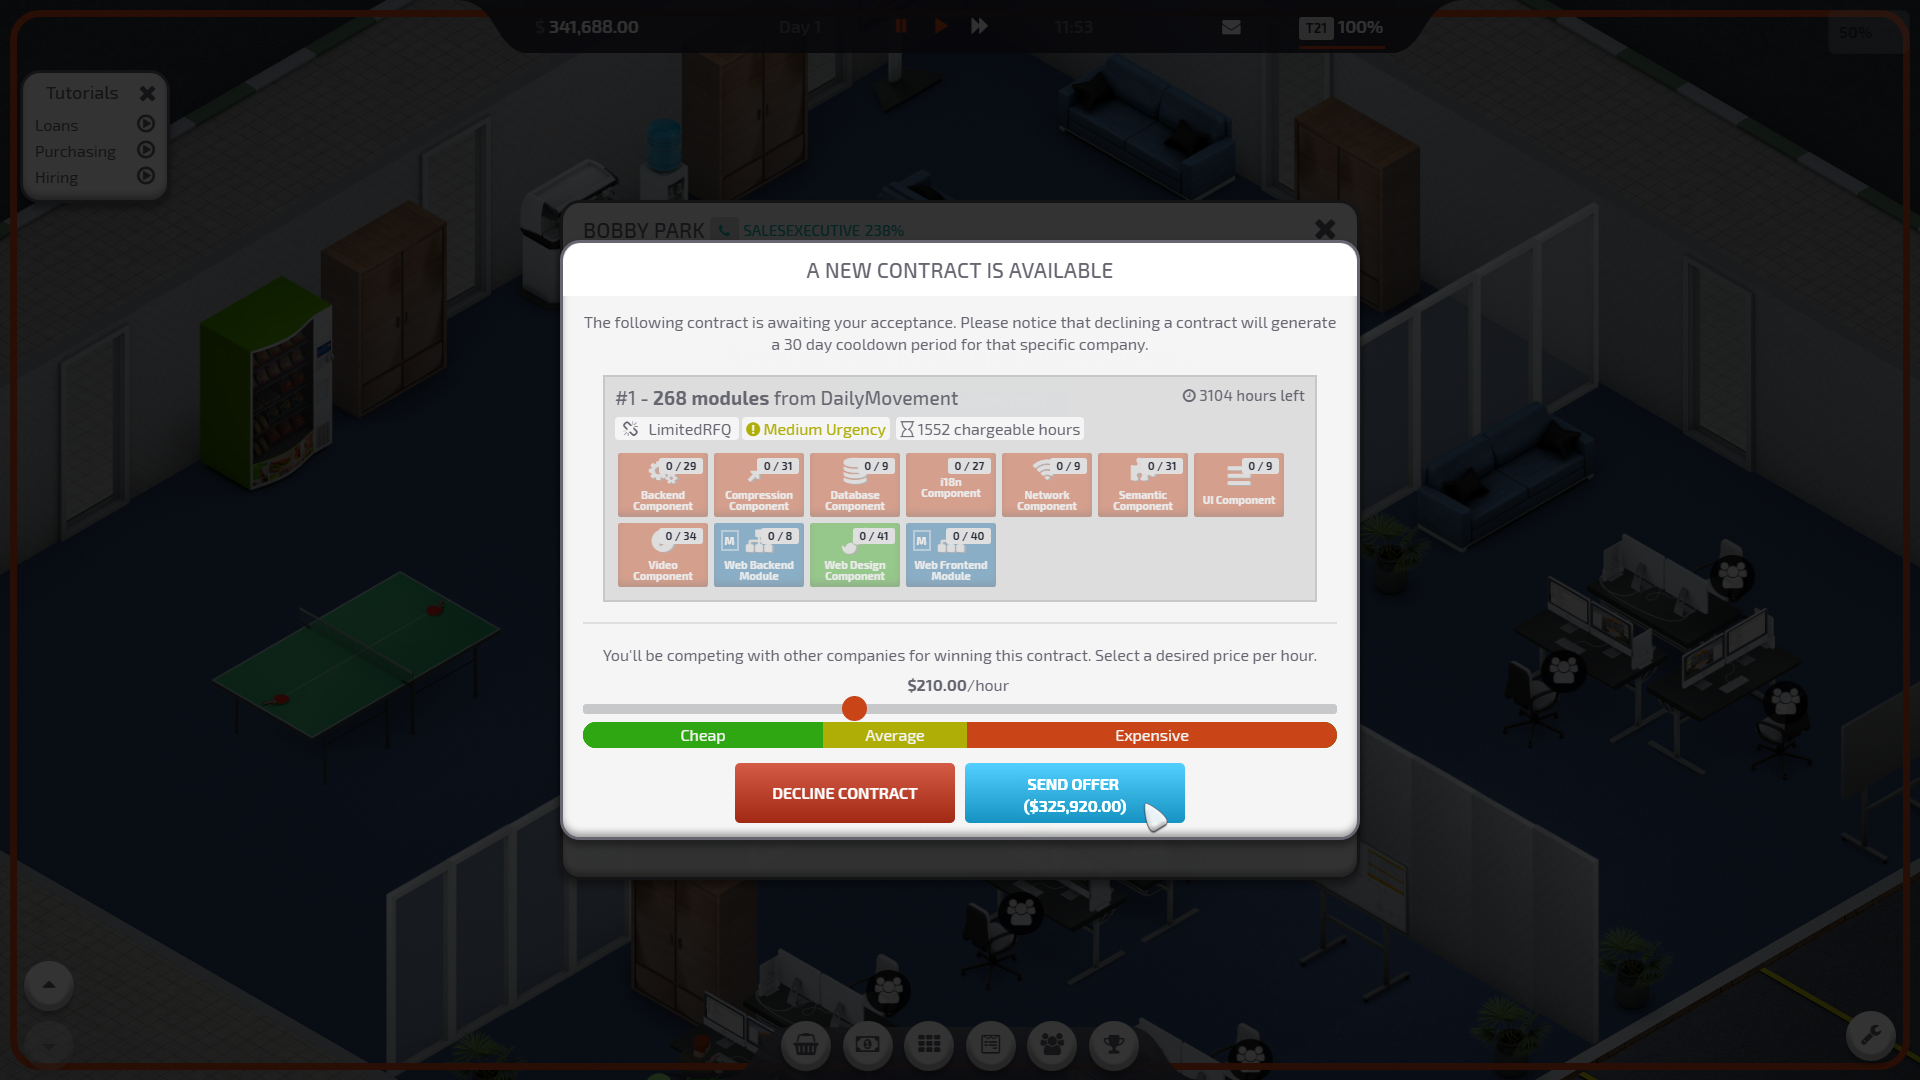 $ 341,688.00
Day 1
11:53
T21 100%
50%
Tutorials
Loans
Purchasing
Hiring
BOBBY PARK SALESEXECUTIVE 238%
A NEW CONTRACT IS AVAILABLE
The following contract is awaiting your acceptance. Please notice that declining a contract will generate
a 30 day cooldown period for that specific company.
#1 - 268 modules from DailyMovement
3104 hours left
LimitedRFQ
Medium Urgency
1552 chargeable hours
0 / 29
Backend
Component
0 / 31
Compression
Component
0 / 9
Database
Component
0 / 27
i18n
Component
0 / 9
Network
Component
0 / 31
Semantic
Component
0 / 9
UI Component
0 / 34
Video
Component
M
0 / 8
Web Backend
Module
0 / 41
Web Design
Component
M
0 / 40
Web Frontend
Module
You'll be competing with other companies for winning this contract. Select a desired price per hour.
$210.00/hour
Cheap
Average
Expensive
DECLINE CONTRACT
SEND OFFER
($325,920.00)